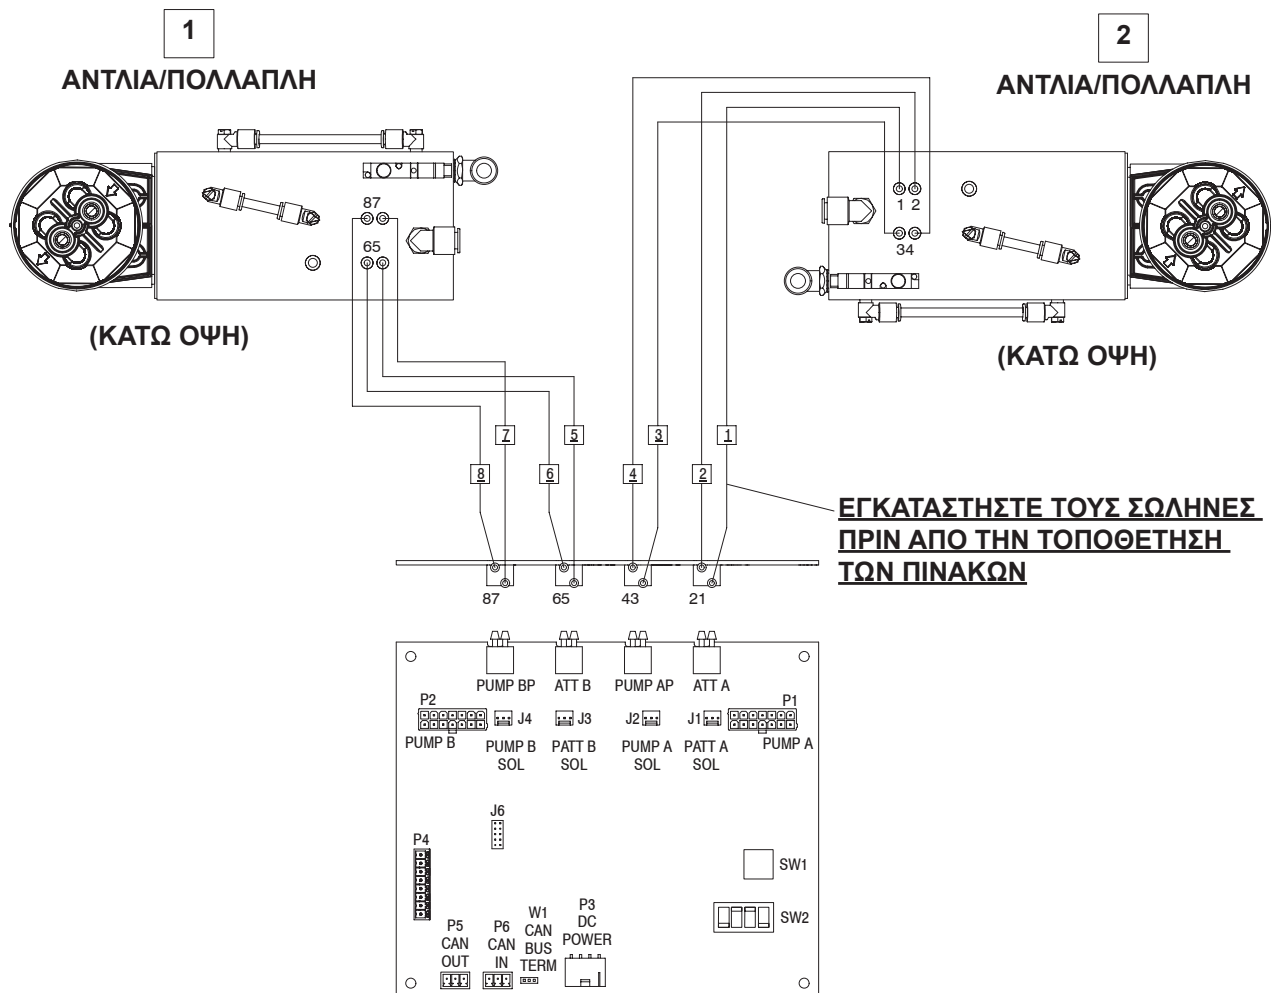 1
ΑΝΤΛΙΑ/ΠΟΛΛΑΠΛΗ
2
ΑΝΤΛΙΑ/ΠΟΛΛΑΠΛΗ
87
65
1 2
34
(ΚΑΤΩ ΟΨΗ)
(ΚΑΤΩ ΟΨΗ)
7
5
3
1
8
6
4
2
ΕΓΚΑΤΑΣΤΗΣΤΕ ΤΟΥΣ ΣΩΛΗΝΕΣ
ΠΡΙΝ ΑΠΟ ΤΗΝ ΤΟΠΟΘΕΤΗΣΗ
ΤΩΝ ΠΙΝΑΚΩΝ
87
65
43
21
PUMP BP
ATT B
PUMP AP
ATT A
P2
P1
J4
J3
J2
J1
PUMP B
PUMP B
SOL
PATT B
SOL
PUMP A
SOL
PATT A
SOL
PUMP A
J6
P4
SW1
SW2
P5
CAN
OUT
P6
CAN
IN
W1
CAN
BUS
TERM
P3
DC
POWER